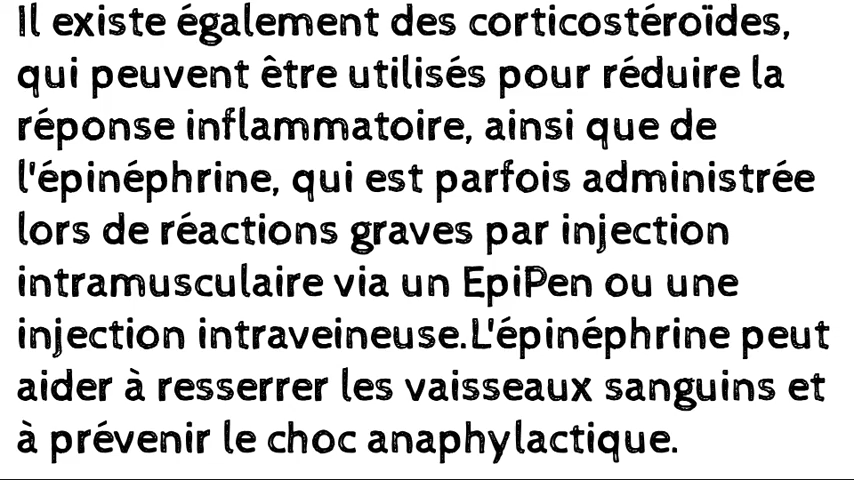 Il existe également des corticostéroïdes,
qui peuvent être utilisés pour réduire la
réponse inflammatoire, ainsi que de
l'épinéphrine, qui est parfois administrée
lors de réactions graves par injection
intramusculaire via un EpiPen ou une
injection intraveineuse.L'épinéphrine peut
aider à resserrer les vaisseaux sanguins et
à prévenir le choc anaphylactique.